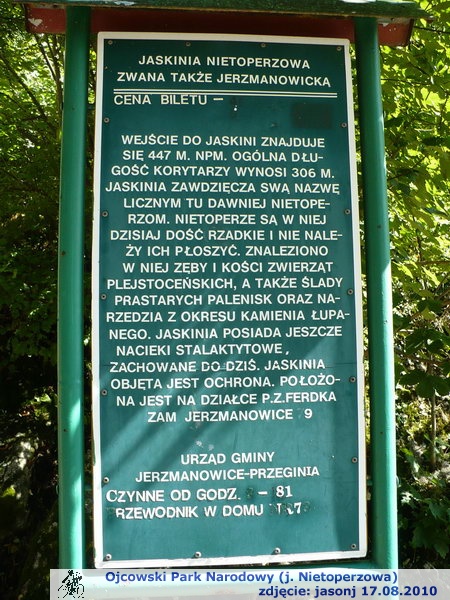 JASKINIA NIETOPERZOWA
ZWANA TAKŻE JERZMANOWICKĄ
CENA BILETU –
WEJŚCIE DO JASKINI ZNAJDUJE
SIĘ 447 M. NPM. OGÓLNA DŁU-
GOŚĆ KORYTARZY WYNOSI 306 M.
JASKINIA ZAWDZIĘCZA SWĄ NAZWĘ
LICZNYM TU DAWNIEJ NIETOPE-
RZOM. NIETOPERZE SĄ W NIEJ
DZISIAJ DOŚĆ RZADKIE I NIE NALE-
ŻY ICH PŁOSZYĆ. ZNALEZIONO
W NIEJ ZĘBY I KOŚCI ZWIERZĄT
PLEJSTOCEŃSKICH, A TAKŻE ŚLADY
PRASTARYCH PALENISK ORAZ NA-
RZĘDZIA Z OKRESU KAMIENIA ŁUPA-
NEGO. JASKINIA POSIADA JESZCZE
NACIEKI STALAKTYTOWE,
ZACHOWANE DO DZIŚ. JASKINIA
OBJĘTA JEST OCHRONĄ. POŁOŻO-
NA JEST NA DZIAŁCE P.Z.FERDKA
ZAM JERZMANOWICE 9
URZĄD GMINY
JERZMANOWICE-PRZEGINIA
CZYNNE OD GODZ. – 81
PRZEWODNIK W DOMU
Ojcowski Park Narodowy (j. Nietoperzowa)
zdjęcie: jasonj 17.08.2010